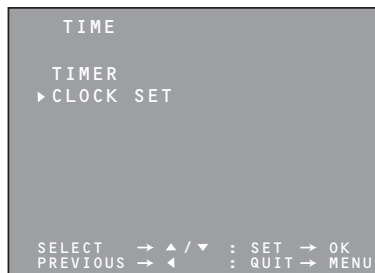 TIME
TIMER
▶CLOCK SET
SELECT → ▲/▼ : SET → OK
PREVIOUS → ◀ : QUIT → MENU